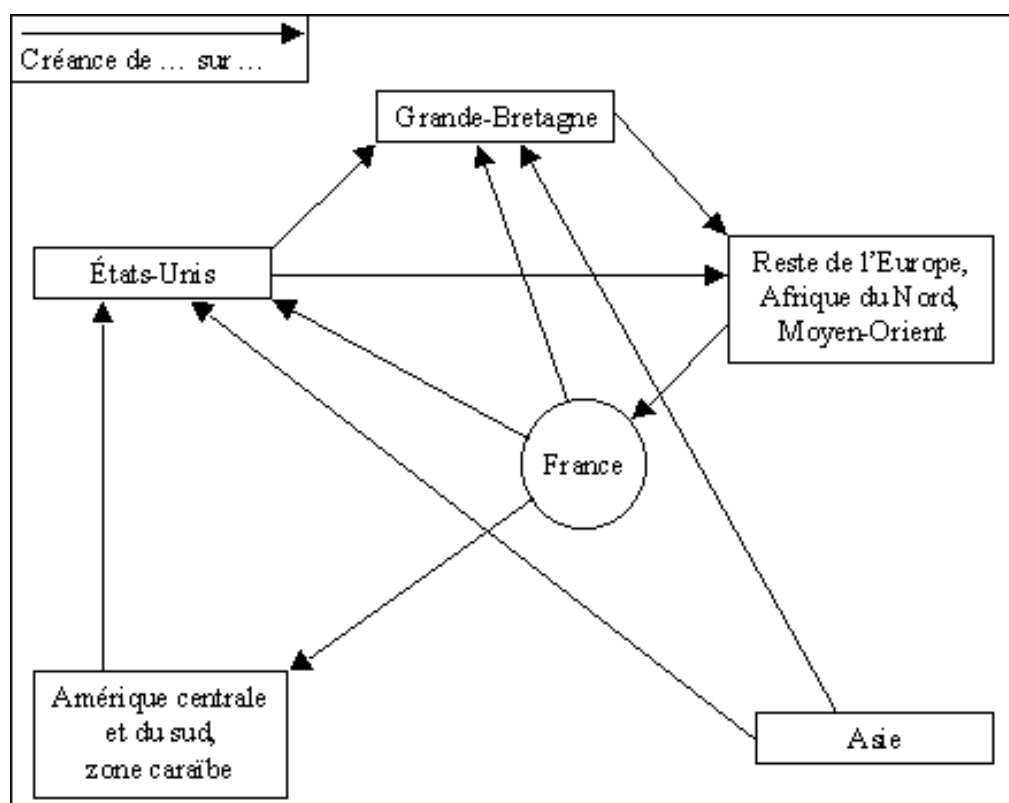 Créance de ... sur ...
Grande-Bretagne
États-Unis
Reste de l'Europe,
Afrique du Nord,
Moyen-Orient
France
Amérique centrale
et du sud,
zone caraïbe
Asie